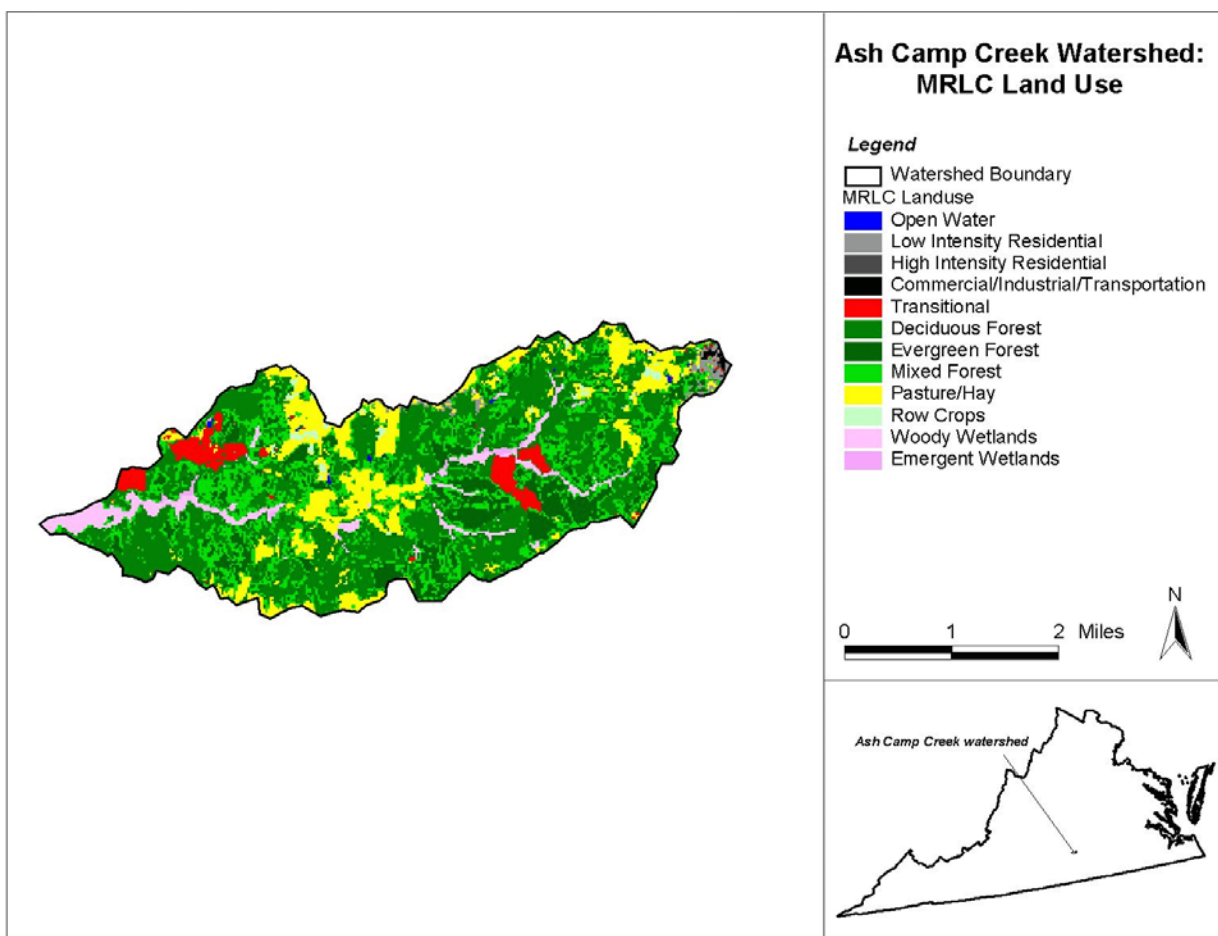 Ash Camp Creek Watershed:
MRLC Land Use
Legend
Watershed Boundary
MRLC Landuse
Open Water
Low Intensity Residential
High Intensity Residential
Commercial/Industrial/Transportation
Transitional
Deciduous Forest
Evergreen Forest
Mixed Forest
Pasture/Hay
Row Crops
Woody Wetlands
Emergent Wetlands
N
0 1 2 Miles
Ash Camp Creek watershed